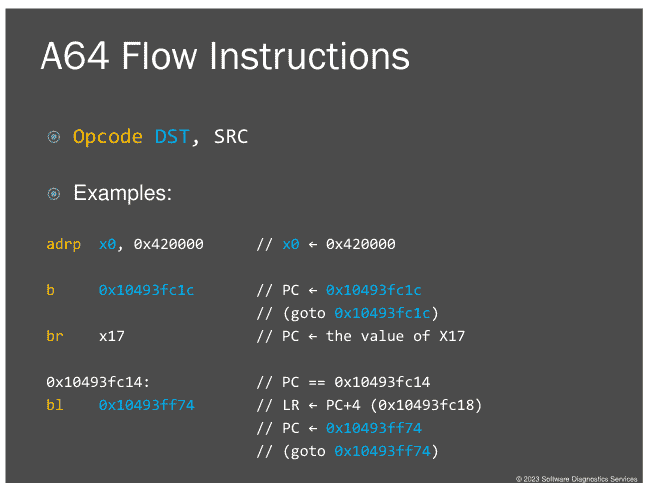 A64 Flow Instructions
Opcode DST, SRC
Examples:
adrp x0, 0x420000 // x0 ← 0x420000
b 0x10493fc1c // PC ← 0x10493fc1c
// (goto 0x10493fc1c)
br x17 // PC ← the value of X17
0x10493fc14: // PC == 0x10493fc14
bl 0x10493ff74 // LR ← PC+4 (0x10493fc18)
// PC ← 0x10493ff74
// (goto 0x10493ff74)
© 2023 Software Diagnostics Services